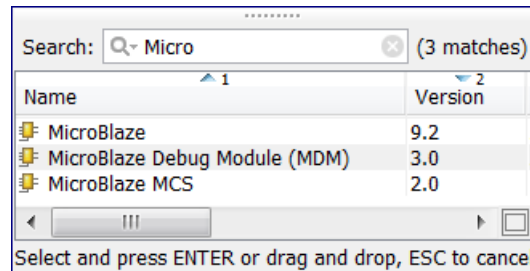 Search: Micro (3 matches)
1 2
Name Version
MicroBlaze 9.2
MicroBlaze Debug Module (MDM) 3.0
MicroBlaze MCS 2.0
Select and press ENTER or drag and drop, ESC to cance